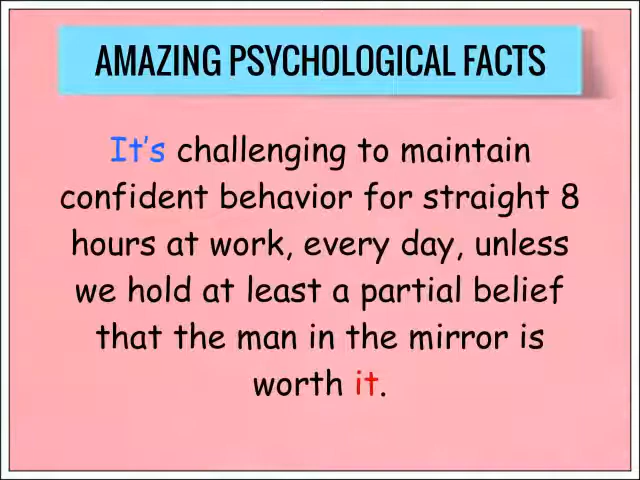 AMAZING PSYCHOLOGICAL FACTS
It's challenging to maintain
confident behavior for straight 8
hours at work, every day, unless
we hold at least a partial belief
that the man in the mirror is
worth it.